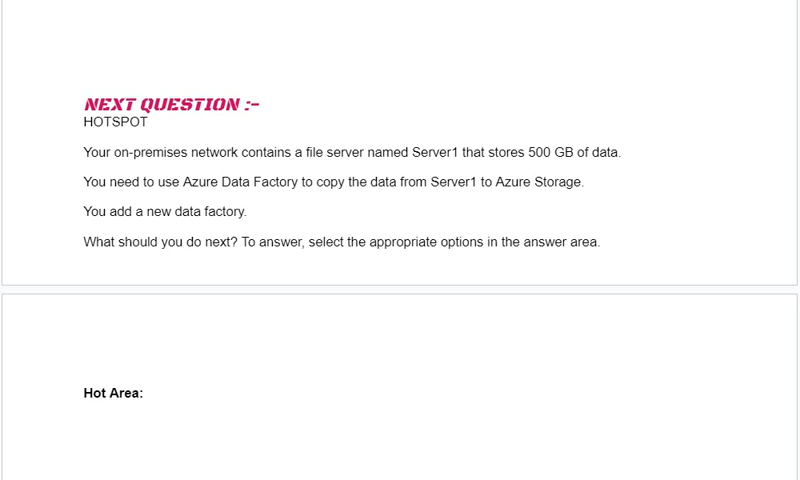 NEXT QUESTION :-
HOTSPOT
Your on-premises network contains a file server named Server1 that stores 500 GB of data.
You need to use Azure Data Factory to copy the data from Server1 to Azure Storage.
You add a new data factory.
What should you do next? To answer, select the appropriate options in the answer area.
Hot Area: